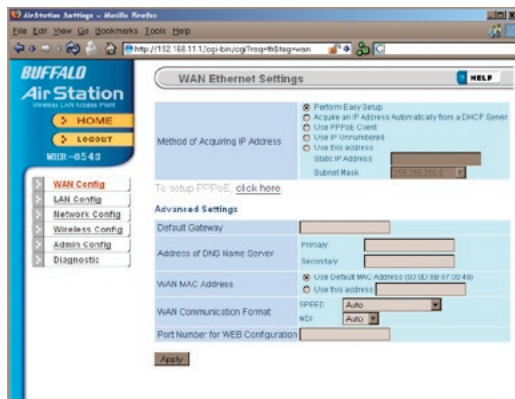 AirStation Settings - Mozilla Firefox
File Edit View Go Bookmarks Tools Help
http://192.168.11.1/cgi-bin/cgi?req=tfr&tag=wan
BUFFALO
AirStation
Wireless LAN Access Point
HOME
LOGOUT
WHR-G54S
WAN Config
LAN Config
Network Config
Wireless Config
Admin Config
Diagnostic
WAN Ethernet Settings
HELP
Method of Acquiring IP Address
Perform Easy Setup
Acquire an IP Address Automatically from a DHCP Server
Use PPPoE Client
Use IP Unnumbered
Use this address
Static IP Address
Subnet Mask
255.255.255.0
To setup PPPoE, click here
Advanced Settings
Default Gateway
Address of DNS Name Server
Primary:
Secondary:
WAN MAC Address
Use Default MAC Address
Use this address
WAN Communication Format
SPEED Auto
MDI Auto
Port Number for WEB Configuration
Apply